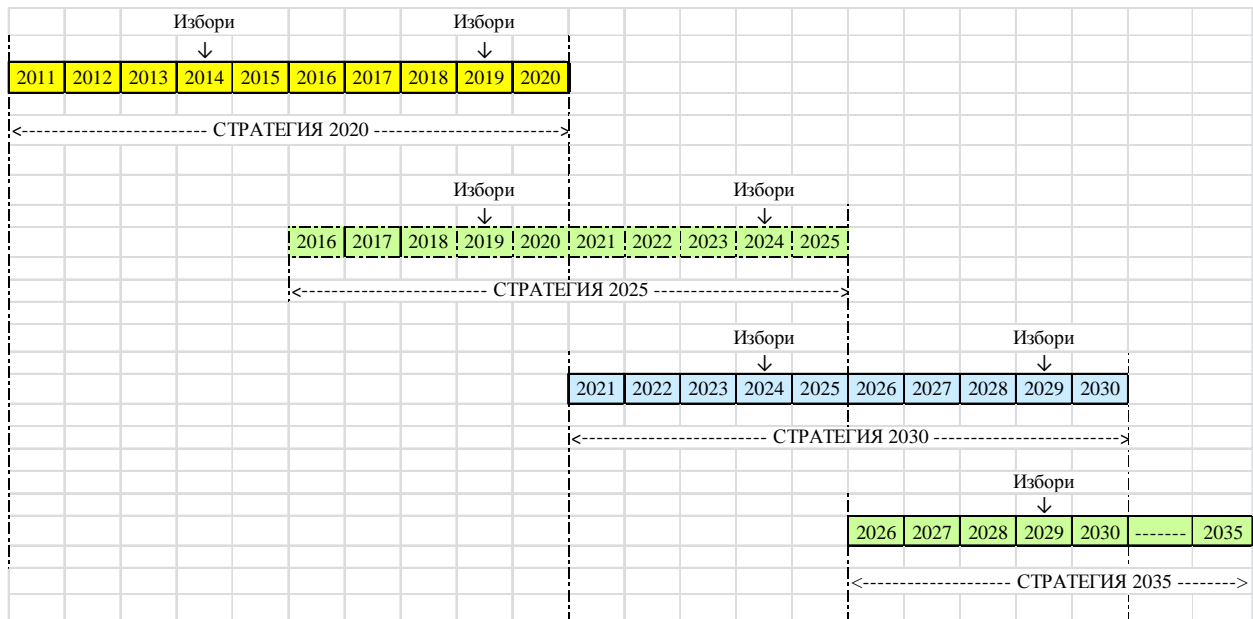 Избори Избори
↓ ↓
2011 2012 2013 2014 2015 2016 2017 2018 2019 2020
<------------------------- СТРАТЕГИЯ 2020 ------------------------->
Избори Избори
↓ ↓
2016 2017 2018 2019 2020 2021 2022 2023 2024 2025
<------------------------- СТРАТЕГИЯ 2025 ------------------------->
Избори Избори
↓ ↓
2021 2022 2023 2024 2025 2026 2027 2028 2029 2030
<------------------------- СТРАТЕГИЯ 2030 ------------------------->
Избори
↓
2026 2027 2028 2029 2030 ------- 2035
<-------------------- СТРАТЕГИЯ 2035 -------->